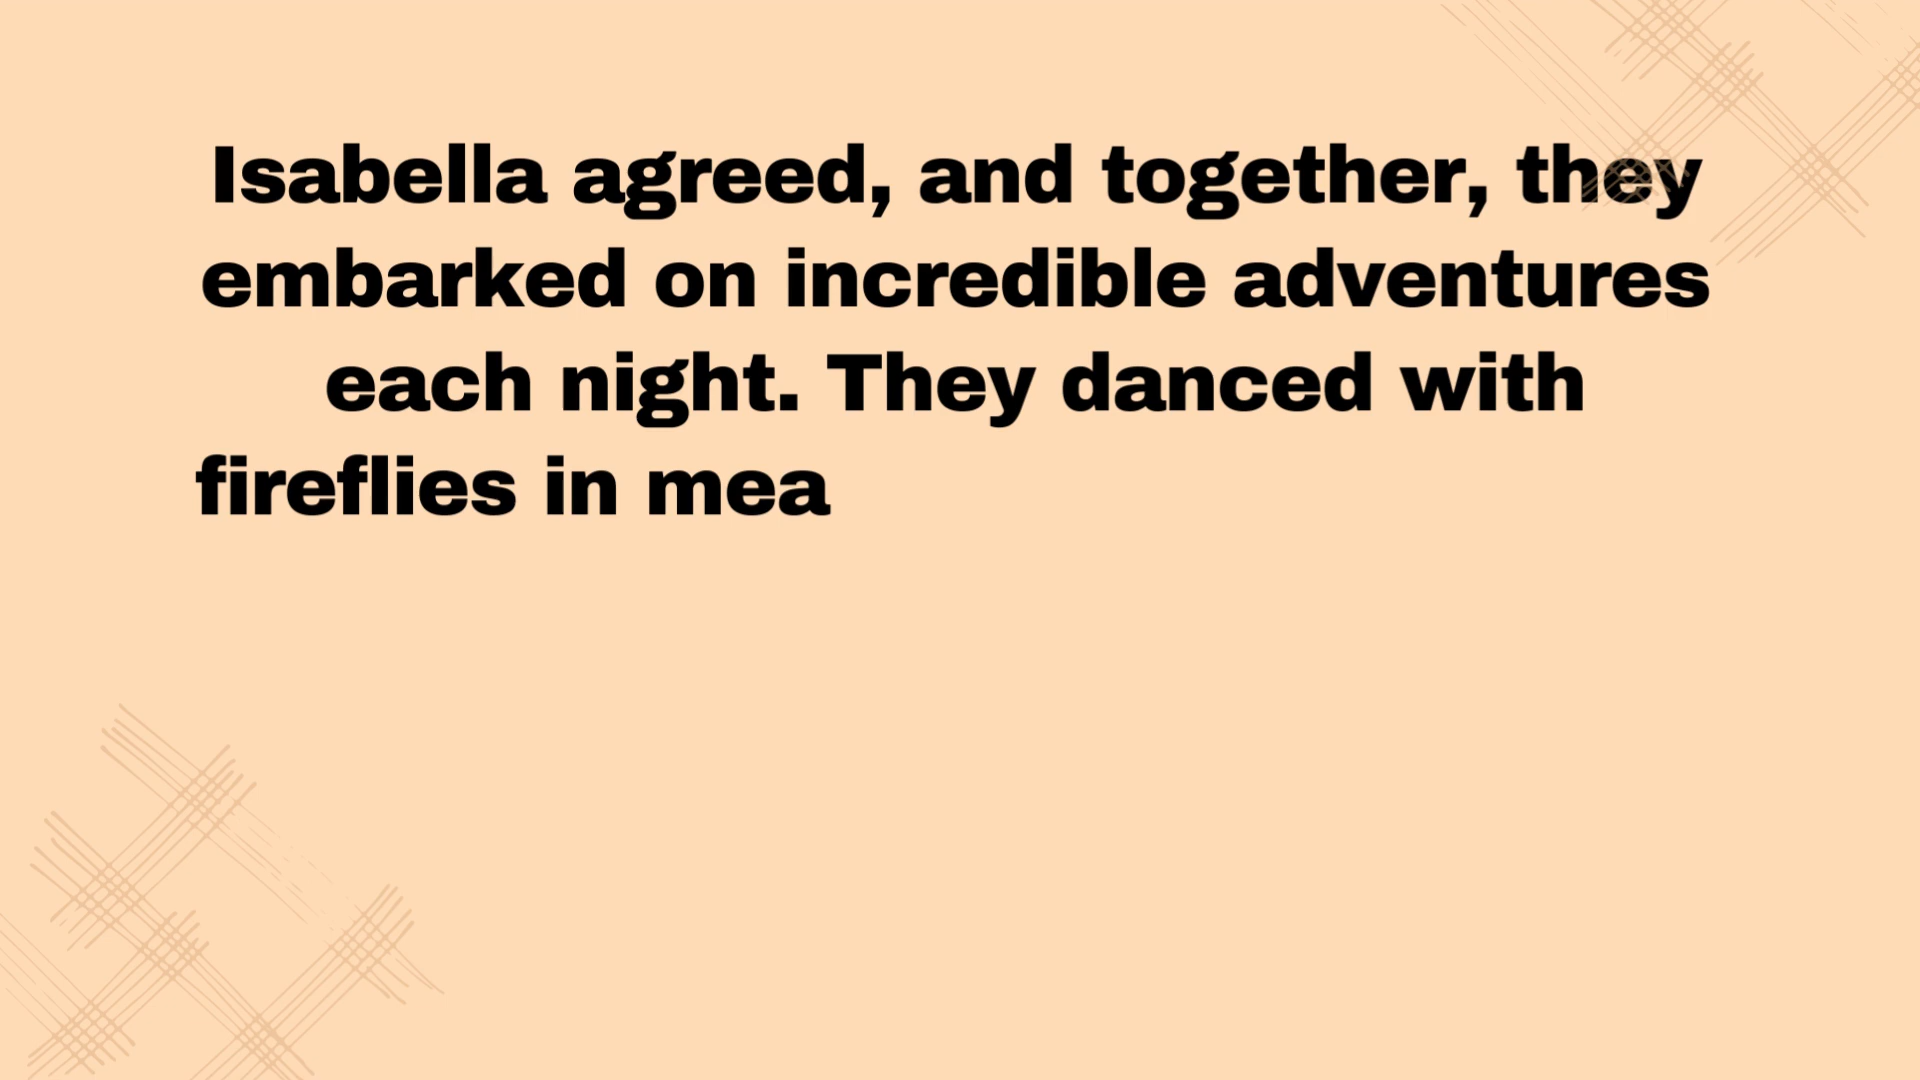 Isabella agreed, and together, they
embarked on incredible adventures
each night. They danced with
fireflies in mea